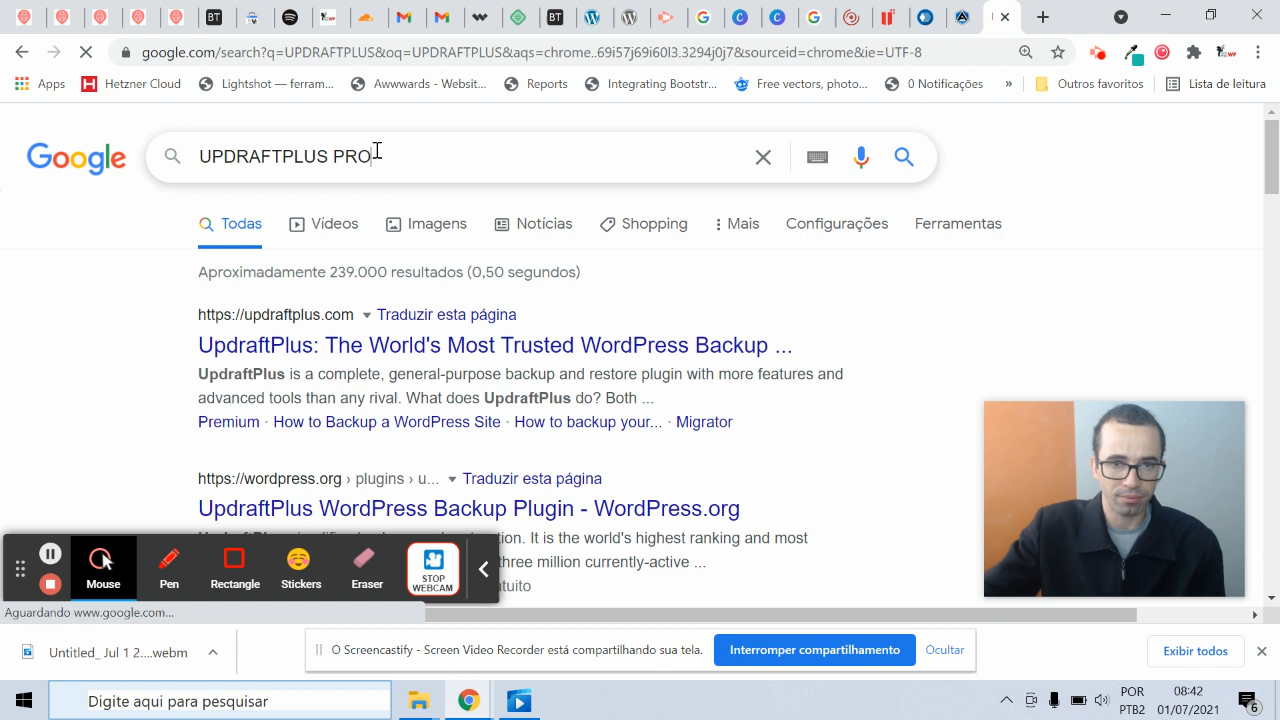 google.com/search?q=UPDRAFTPLUS&oq=UPDRAFTPLUS&aqs=chrome..69i57j69i60l3.3294j0j7&sourceid=chrome&ie=UTF-8
Apps
Hetzner Cloud
Lightshot — ferram...
Awwwards - Websit...
Reports
Integrating Bootstr...
Free vectors, photo...
0 Notificações
»
Outros favoritos
Lista de leitura
Google
UPDRAFTPLUS PRO
Todas
Vídeos
Imagens
Notícias
Shopping
Mais
Configurações
Ferramentas
Aproximadamente 239.000 resultados (0,50 segundos)
https://updraftplus.com
Traduzir esta página
UpdraftPlus: The World's Most Trusted WordPress Backup ...
UpdraftPlus is a complete, general-purpose backup and restore plugin with more features and
advanced tools than any rival. What does UpdraftPlus do? Both ...
Premium · How to Backup a WordPress Site · How to backup your... · Migrator
https://wordpress.org › plugins › u...
Traduzir esta página
UpdraftPlus WordPress Backup Plugin - WordPress.org
It is the world's highest ranking and most
three million currently-active ...
Mouse
Pen
Rectangle
Stickers
Eraser
STOP
WEBCAM
Aguardando www.google.com...
Untitled_ Jul 1 2....webm
O Screencastify - Screen Video Recorder está compartilhando sua tela.
Interromper compartilhamento
Ocultar
Exibir todos
Digite aqui para pesquisar
POR
PTB2
08:42
01/07/2021
6